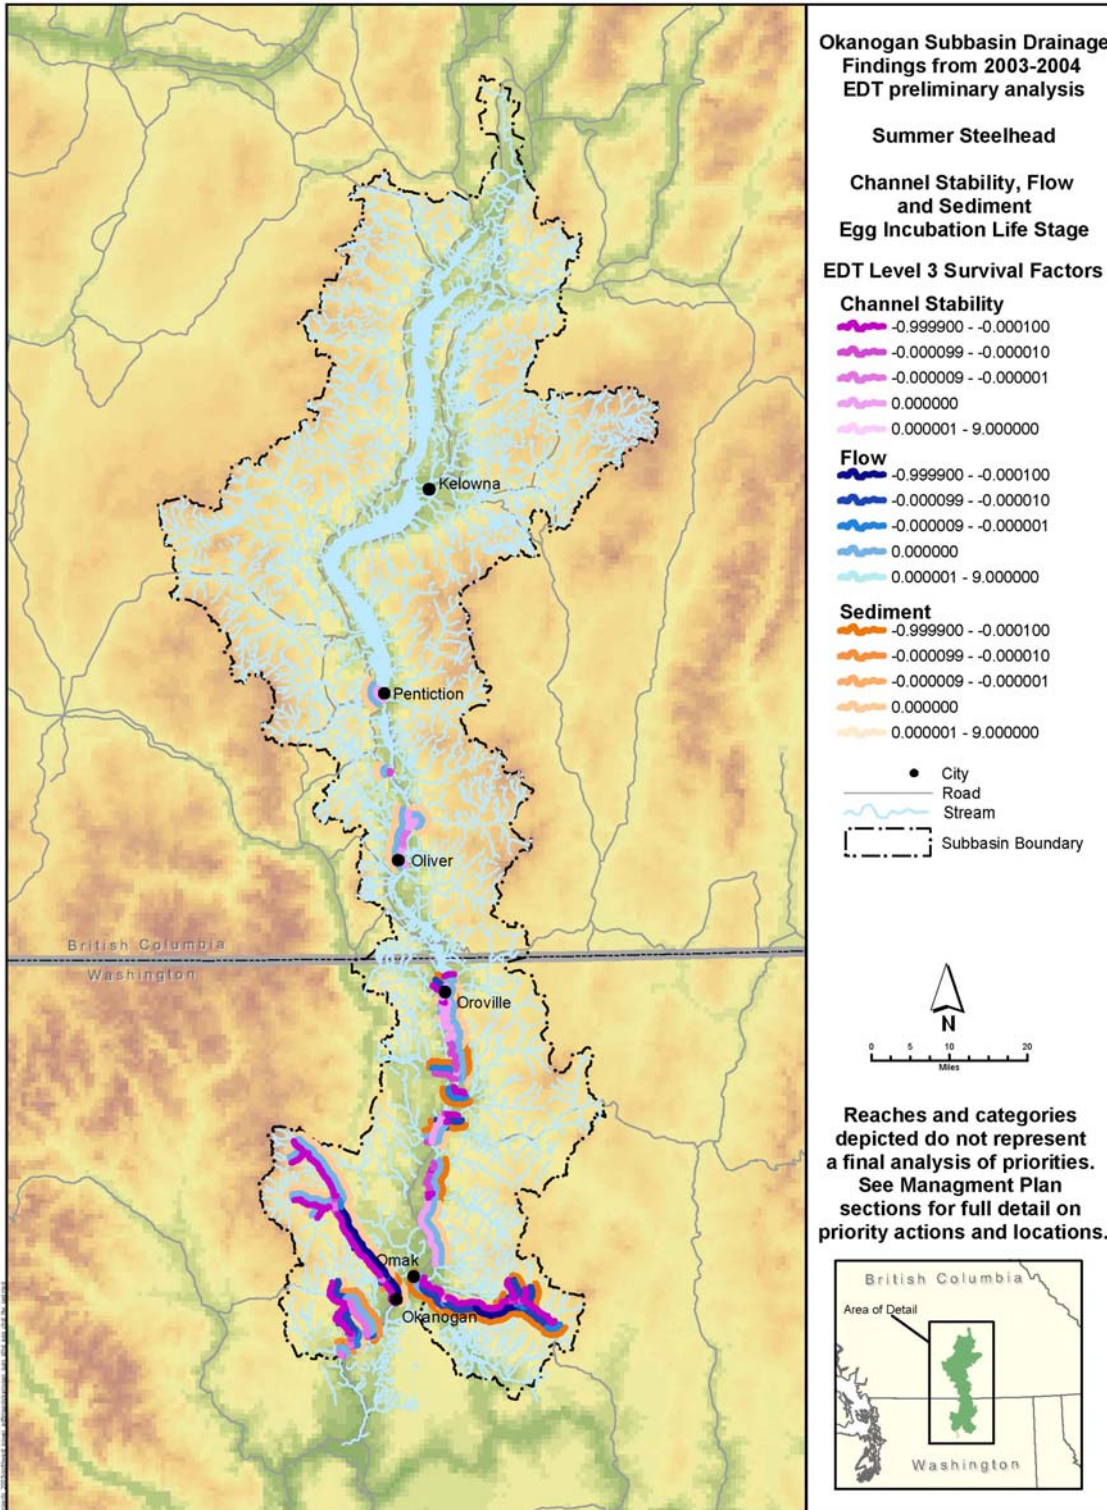 Okanogan Subbasin Drainage
Findings from 2003-2004
EDT preliminary analysis
Summer Steelhead
Channel Stability, Flow
and Sediment
Egg Incubation Life Stage
EDT Level 3 Survival Factors
Channel Stability
-0.999900 - -0.000100
-0.000099 - -0.000010
-0.000009 - -0.000001
0.000000
0.000001 - 9.000000
Flow
-0.999900 - -0.000100
-0.000099 - -0.000010
-0.000009 - -0.000001
0.000000
0.000001 - 9.000000
Sediment
-0.999900 - -0.000100
-0.000099 - -0.000010
-0.000009 - -0.000001
0.000000
0.000001 - 9.000000
City
Road
Stream
Subbasin Boundary
N
0 5 10 20
Miles
Reaches and categories
depicted do not represent
a final analysis of priorities.
See Managment Plan
sections for full detail on
priority actions and locations.
British Columbia
Area of Detail
Washington
Kelowna
Pentiction
Oliver
British Columbia
Washington
Oroville
Omak
Okanogan